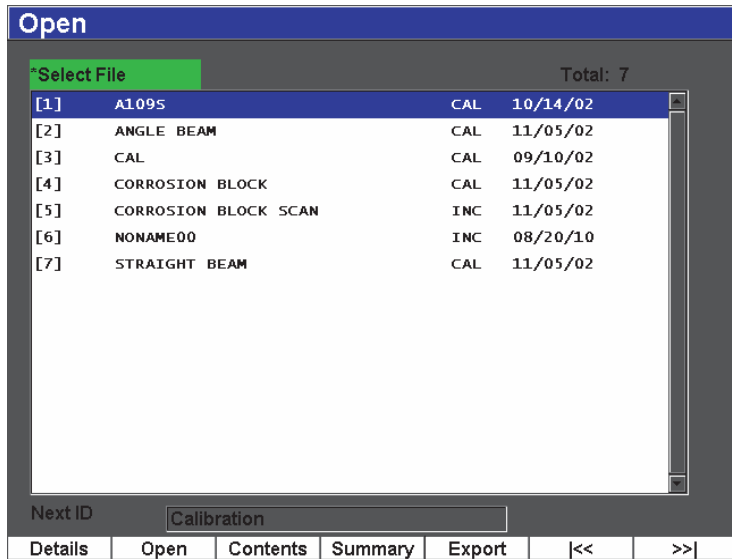 Open
*Select File Total: 7
[1] A109S CAL 10/14/02
[2] ANGLE BEAM CAL 11/05/02
[3] CAL CAL 09/10/02
[4] CORROSION BLOCK CAL 11/05/02
[5] CORROSION BLOCK SCAN INC 11/05/02
[6] NONAME00 INC 08/20/10
[7] STRAIGHT BEAM CAL 11/05/02
Next ID Calibration
Details Open Contents Summary Export |<< >>|